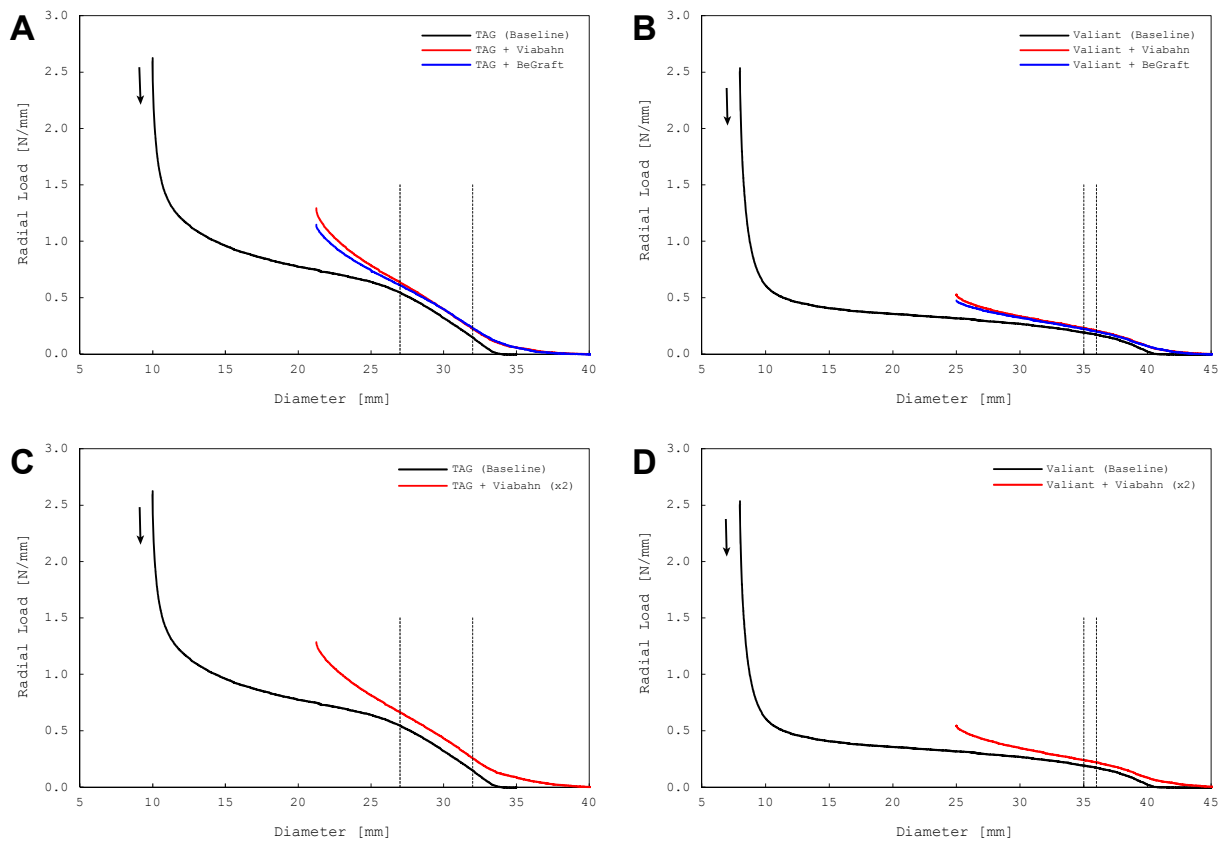 A
3.0
2.5
2.0
1.5
1.0
0.5
0.0
Radial Load [N/mm]
TAG (Baseline)
TAG + Viabahn
TAG + BeGraft
5 10 15 20 25 30 35 40
Diameter [mm]
B
3.0
2.5
2.0
1.5
1.0
0.5
0.0
Radial Load [N/mm]
Valiant (Baseline)
Valiant + Viabahn
Valiant + BeGraft
5 10 15 20 25 30 35 40 45
Diameter [mm]
C
3.0
2.5
2.0
1.5
1.0
0.5
0.0
Radial Load [N/mm]
TAG (Baseline)
TAG + Viabahn (x2)
5 10 15 20 25 30 35 40
Diameter [mm]
D
3.0
2.5
2.0
1.5
1.0
0.5
0.0
Radial Load [N/mm]
Valiant (Baseline)
Valiant + Viabahn (x2)
5 10 15 20 25 30 35 40 45
Diameter [mm]